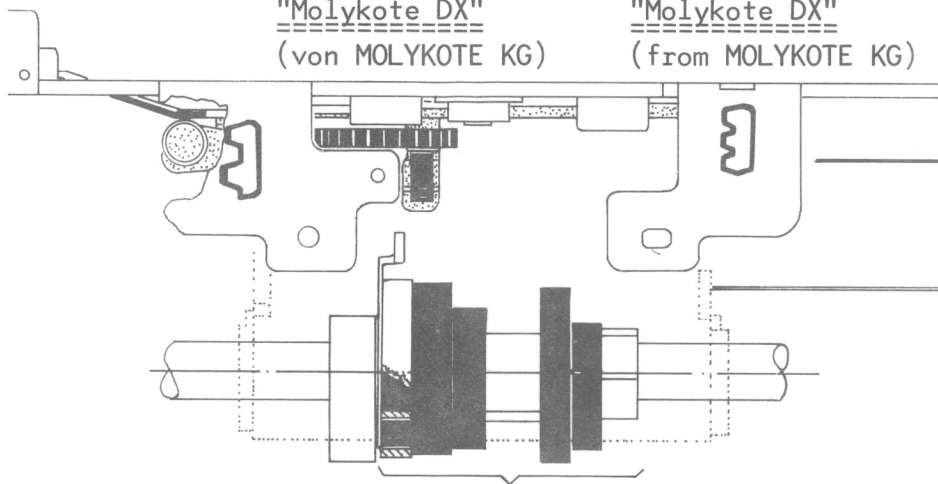 "Molykote DX"
(von MOLYKOTE KG)
"Molykote DX"
(from MOLYKOTE KG)